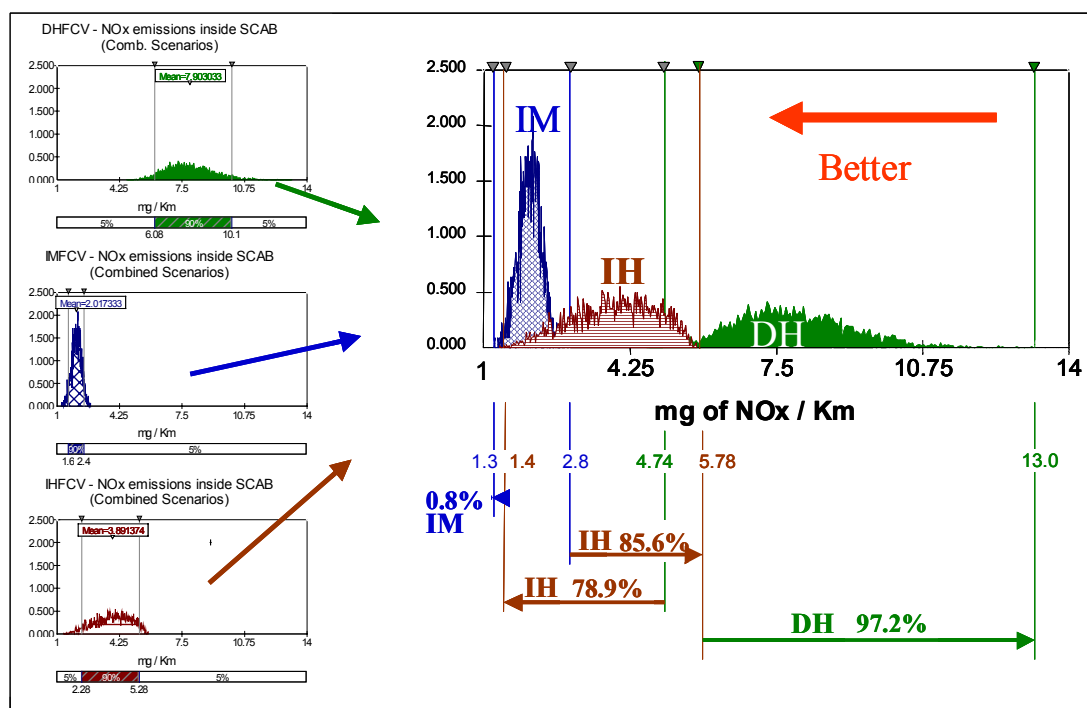 DHFCV - NOx emissions inside SCAB
(Comb. Scenarios)
2.500
Mean=7.903033
2.000
1.500
1.000
0.500
0.000
1 4.25 7.5 10.75 14
mg / Km
5% 90% 5%
6.08 10.1
IMFCV - NOx emissions inside SCAB
(Combined Scenarios)
2.500
Mean=2.017333
2.000
1.500
1.000
0.500
0.000
1 4.25 7.5 10.75 14
mg / Km
90% 5%
1.6 2.4
IHFCV - NOx emissions inside SCAB
(Combined Scenarios)
2.500
Mean=3.891374
2.000
1.500
1.000
0.500
0.000
1 4.25 7.5 10.75 14
mg / Km
5% 90% 5%
2.28 5.28
2.500
2.000
1.500
1.000
0.500
0.000
IM
Better
IH
DH
1 4.25 7.5 10.75 14
mg of NOx / Km
1.3 1.4 2.8 4.74 5.78 13.0
0.8%
IM
IH 85.6%
IH 78.9%
DH 97.2%